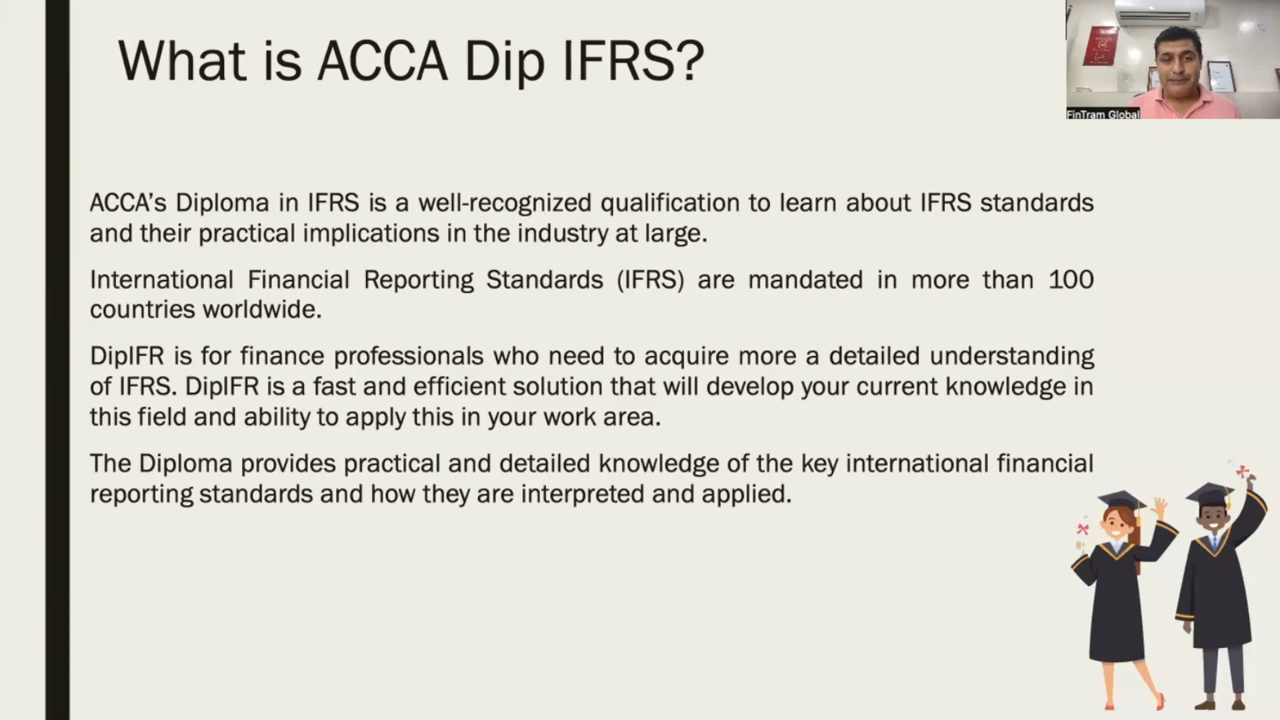 What is ACCA Dip IFRS?
FinTram Global
ACCA’s Diploma in IFRS is a well-recognized qualification to learn about IFRS standards
and their practical implications in the industry at large.
International Financial Reporting Standards (IFRS) are mandated in more than 100
countries worldwide.
DipIFR is for finance professionals who need to acquire more a detailed understanding
of IFRS. DipIFR is a fast and efficient solution that will develop your current knowledge in
this field and ability to apply this in your work area.
The Diploma provides practical and detailed knowledge of the key international financial
reporting standards and how they are interpreted and applied.